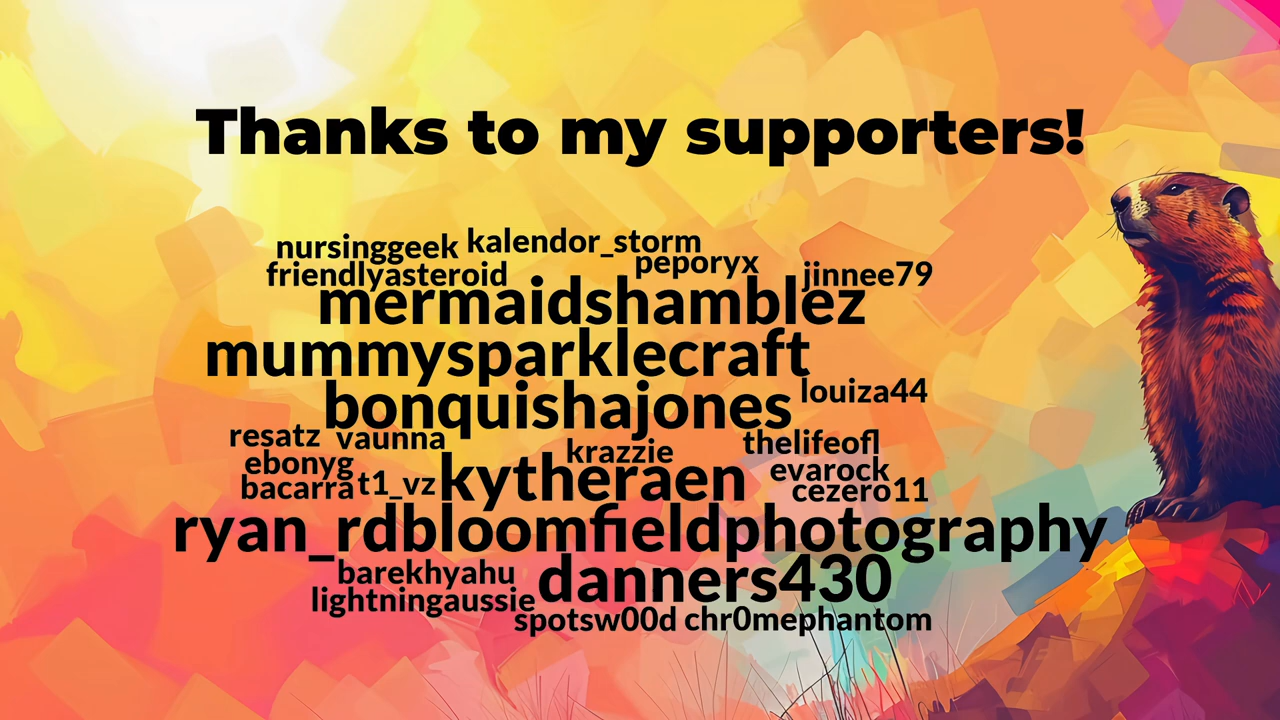 Thanks to my supporters!
nursinggeek kalendor_storm
friendlyasteroid peporyx jinnee79
mermaidshamblez
mummysparklecraft
bonquishajones louiza44
resatz vaunna krazzie thelifeofl
ebonyg evarock
bacarra t1_vz kytheraen cezero11
ryan_rdbloomfieldphotography
barekhyahu danners430
lightningaussie
spotsw00d chr0mephantom